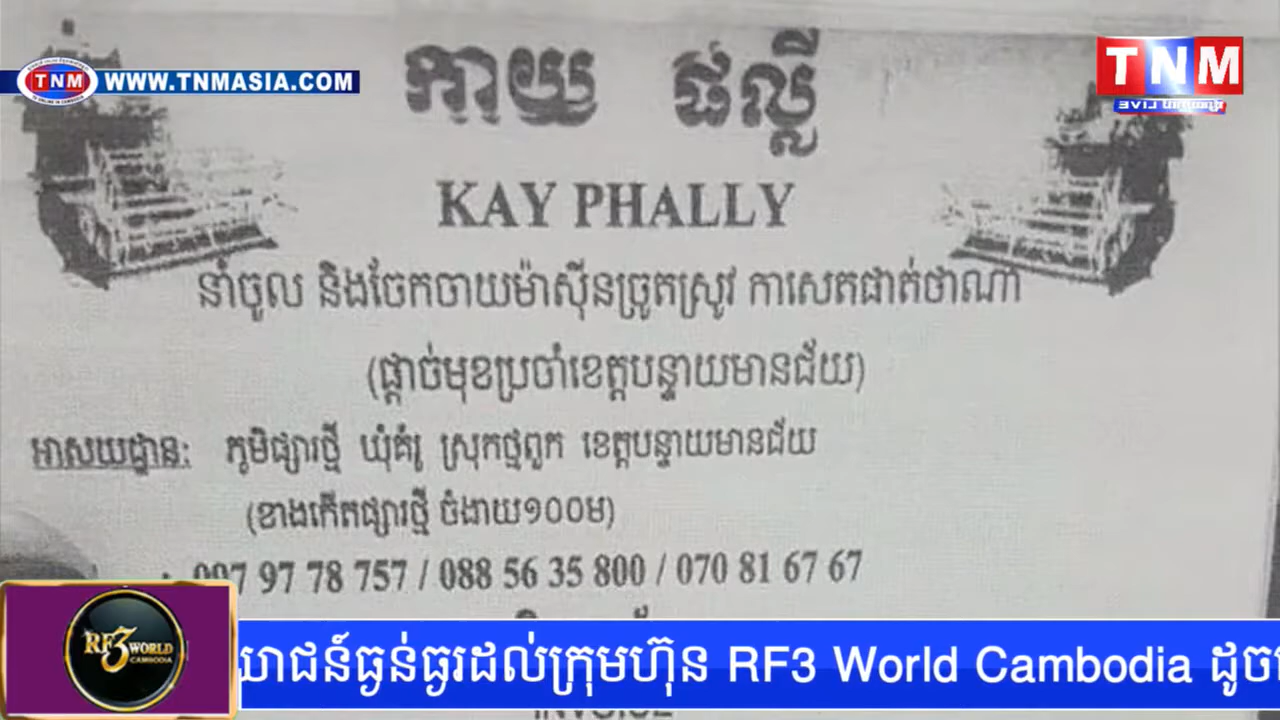 WWW.TNMASIA.COM
TNM
TNM
កាយ ផល្លី
KAY PHALLY
នាំចូល និងចែកចាយម៉ាស៊ីនច្រូតស្រូវ កាសេតផាត់ថាណា
(ផ្តាច់មុខប្រចាំខេត្តបន្ទាយមានជ័យ)
អាសយដ្ឋាន: ភូមិផ្សារថ្មី ឃុំគំរូ ស្រុកថ្មពួក ខេត្តបន្ទាយមានជ័យ
(ខាងកើតផ្សារថ្មី ចំងាយ១០០ម)
097 97 78 757 / 088 56 35 800 / 070 81 67 67
RF3 WORLD
CAMBODIA
ធ្ងន់ធ្ងរដល់ក្រុមហ៊ុន RF3 World Cambodia